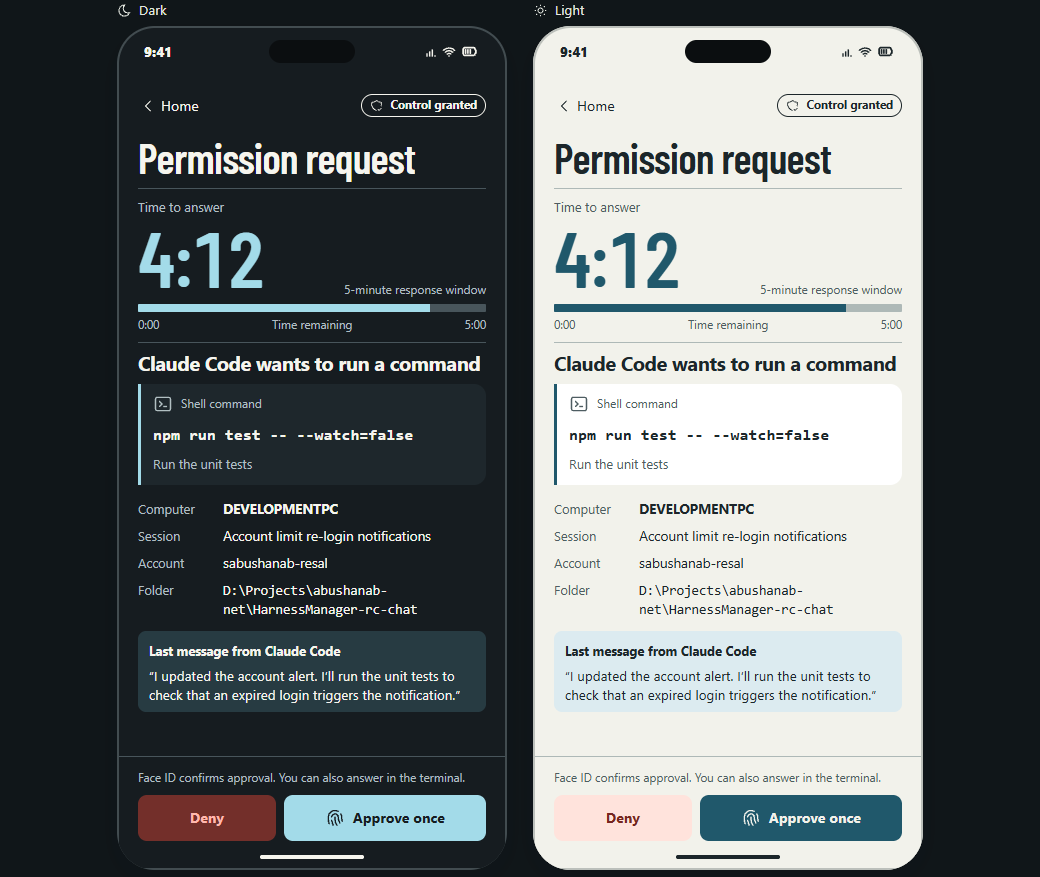 Dark
9:41
Home
Control granted
Permission request
Time to answer
4:12
5-minute response window
0:00
Time remaining
5:00
Claude Code wants to run a command
Shell command
npm run test -- --watch=false
Run the unit tests
Computer DEVELOPMENTPC
Session Account limit re-login notifications
Account sabushanab-resal
Folder D:\Projects\abushanab-
net\HarnessManager-rc-chat
Last message from Claude Code
“I updated the account alert. I’ll run the unit tests to
check that an expired login triggers the notification.”
Face ID confirms approval. You can also answer in the terminal.
Deny
Approve once
Light
9:41
Home
Control granted
Permission request
Time to answer
4:12
5-minute response window
0:00
Time remaining
5:00
Claude Code wants to run a command
Shell command
npm run test -- --watch=false
Run the unit tests
Computer DEVELOPMENTPC
Session Account limit re-login notifications
Account sabushanab-resal
Folder D:\Projects\abushanab-
net\HarnessManager-rc-chat
Last message from Claude Code
“I updated the account alert. I’ll run the unit tests to
check that an expired login triggers the notification.”
Face ID confirms approval. You can also answer in the terminal.
Deny
Approve once